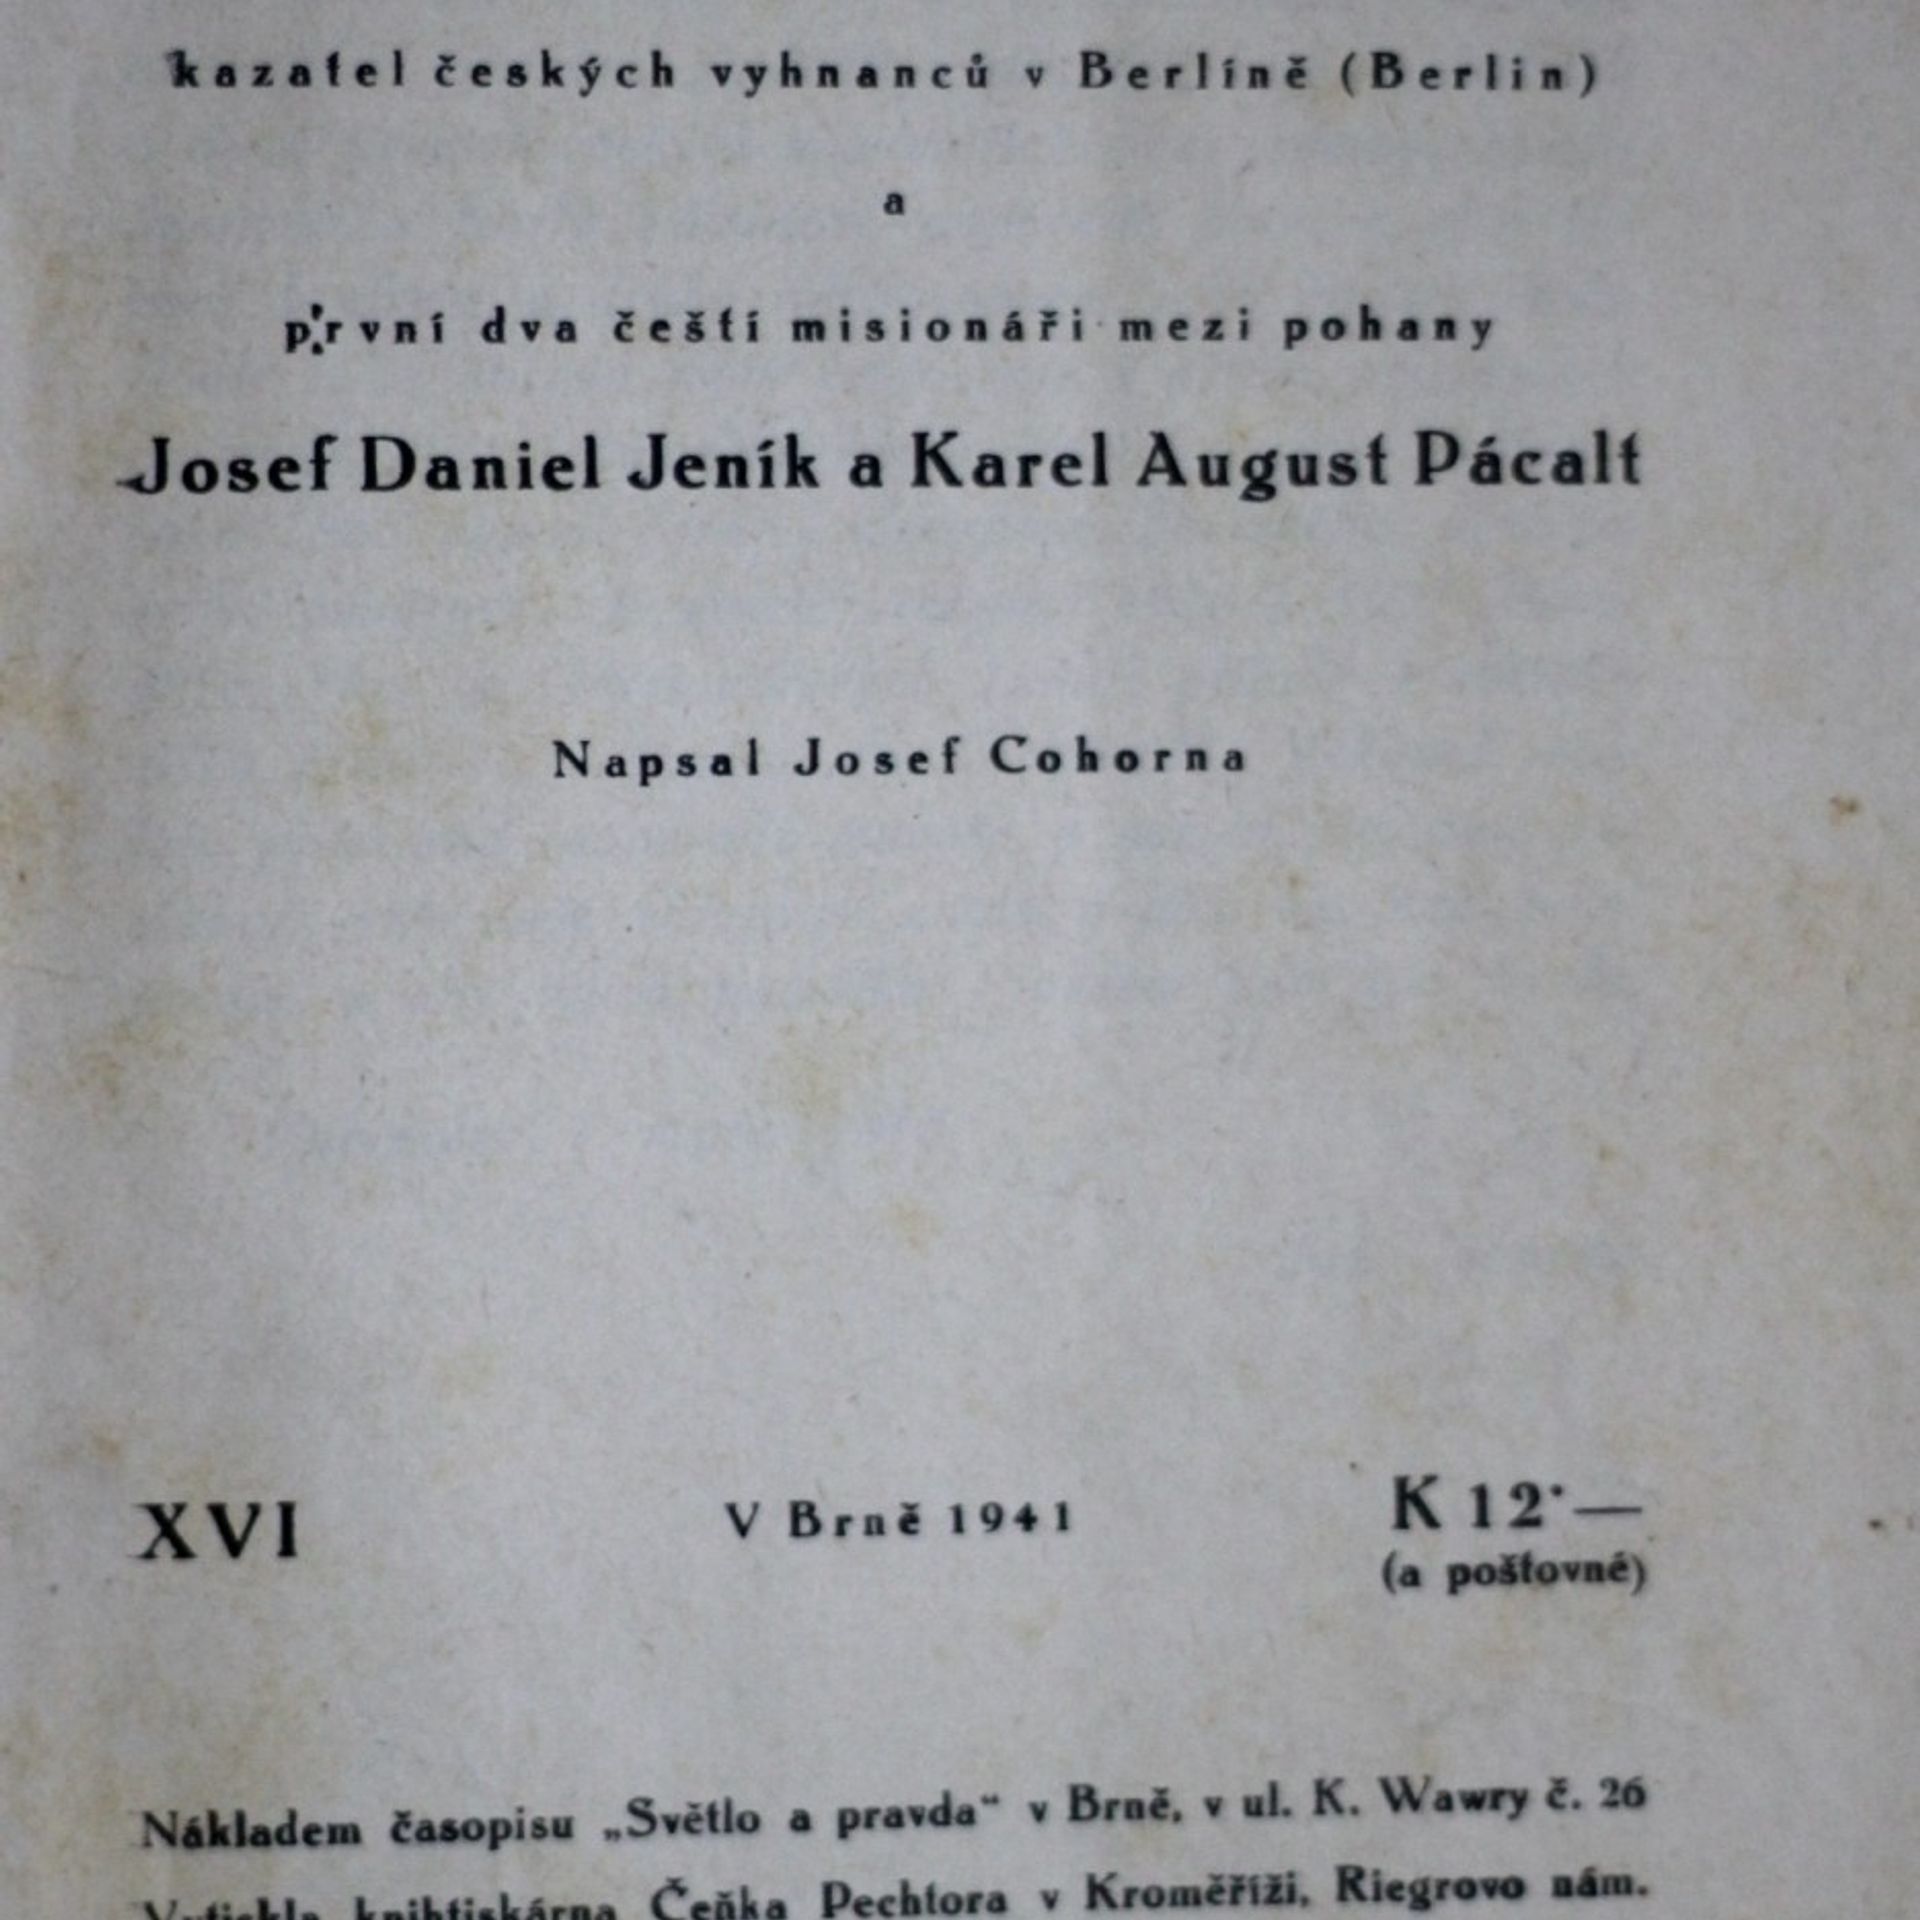 kazatel českých vyhnanců v Berlíně (Berlin)
a
první dva čeští misionáři mezi pohany
Josef Daniel Jeník a Karel August Pácalt
Napsal Josef Cohorna
XVI
V Brně 1941
K 12·—
(a poštovné)
Nákladem časopisu „Světlo a pravda“ v Brně, v ul. K. Wawry č. 26
Vytiskla knihtiskárna Čeňka Pechtora v Kroměříži, Riegrovo nám.